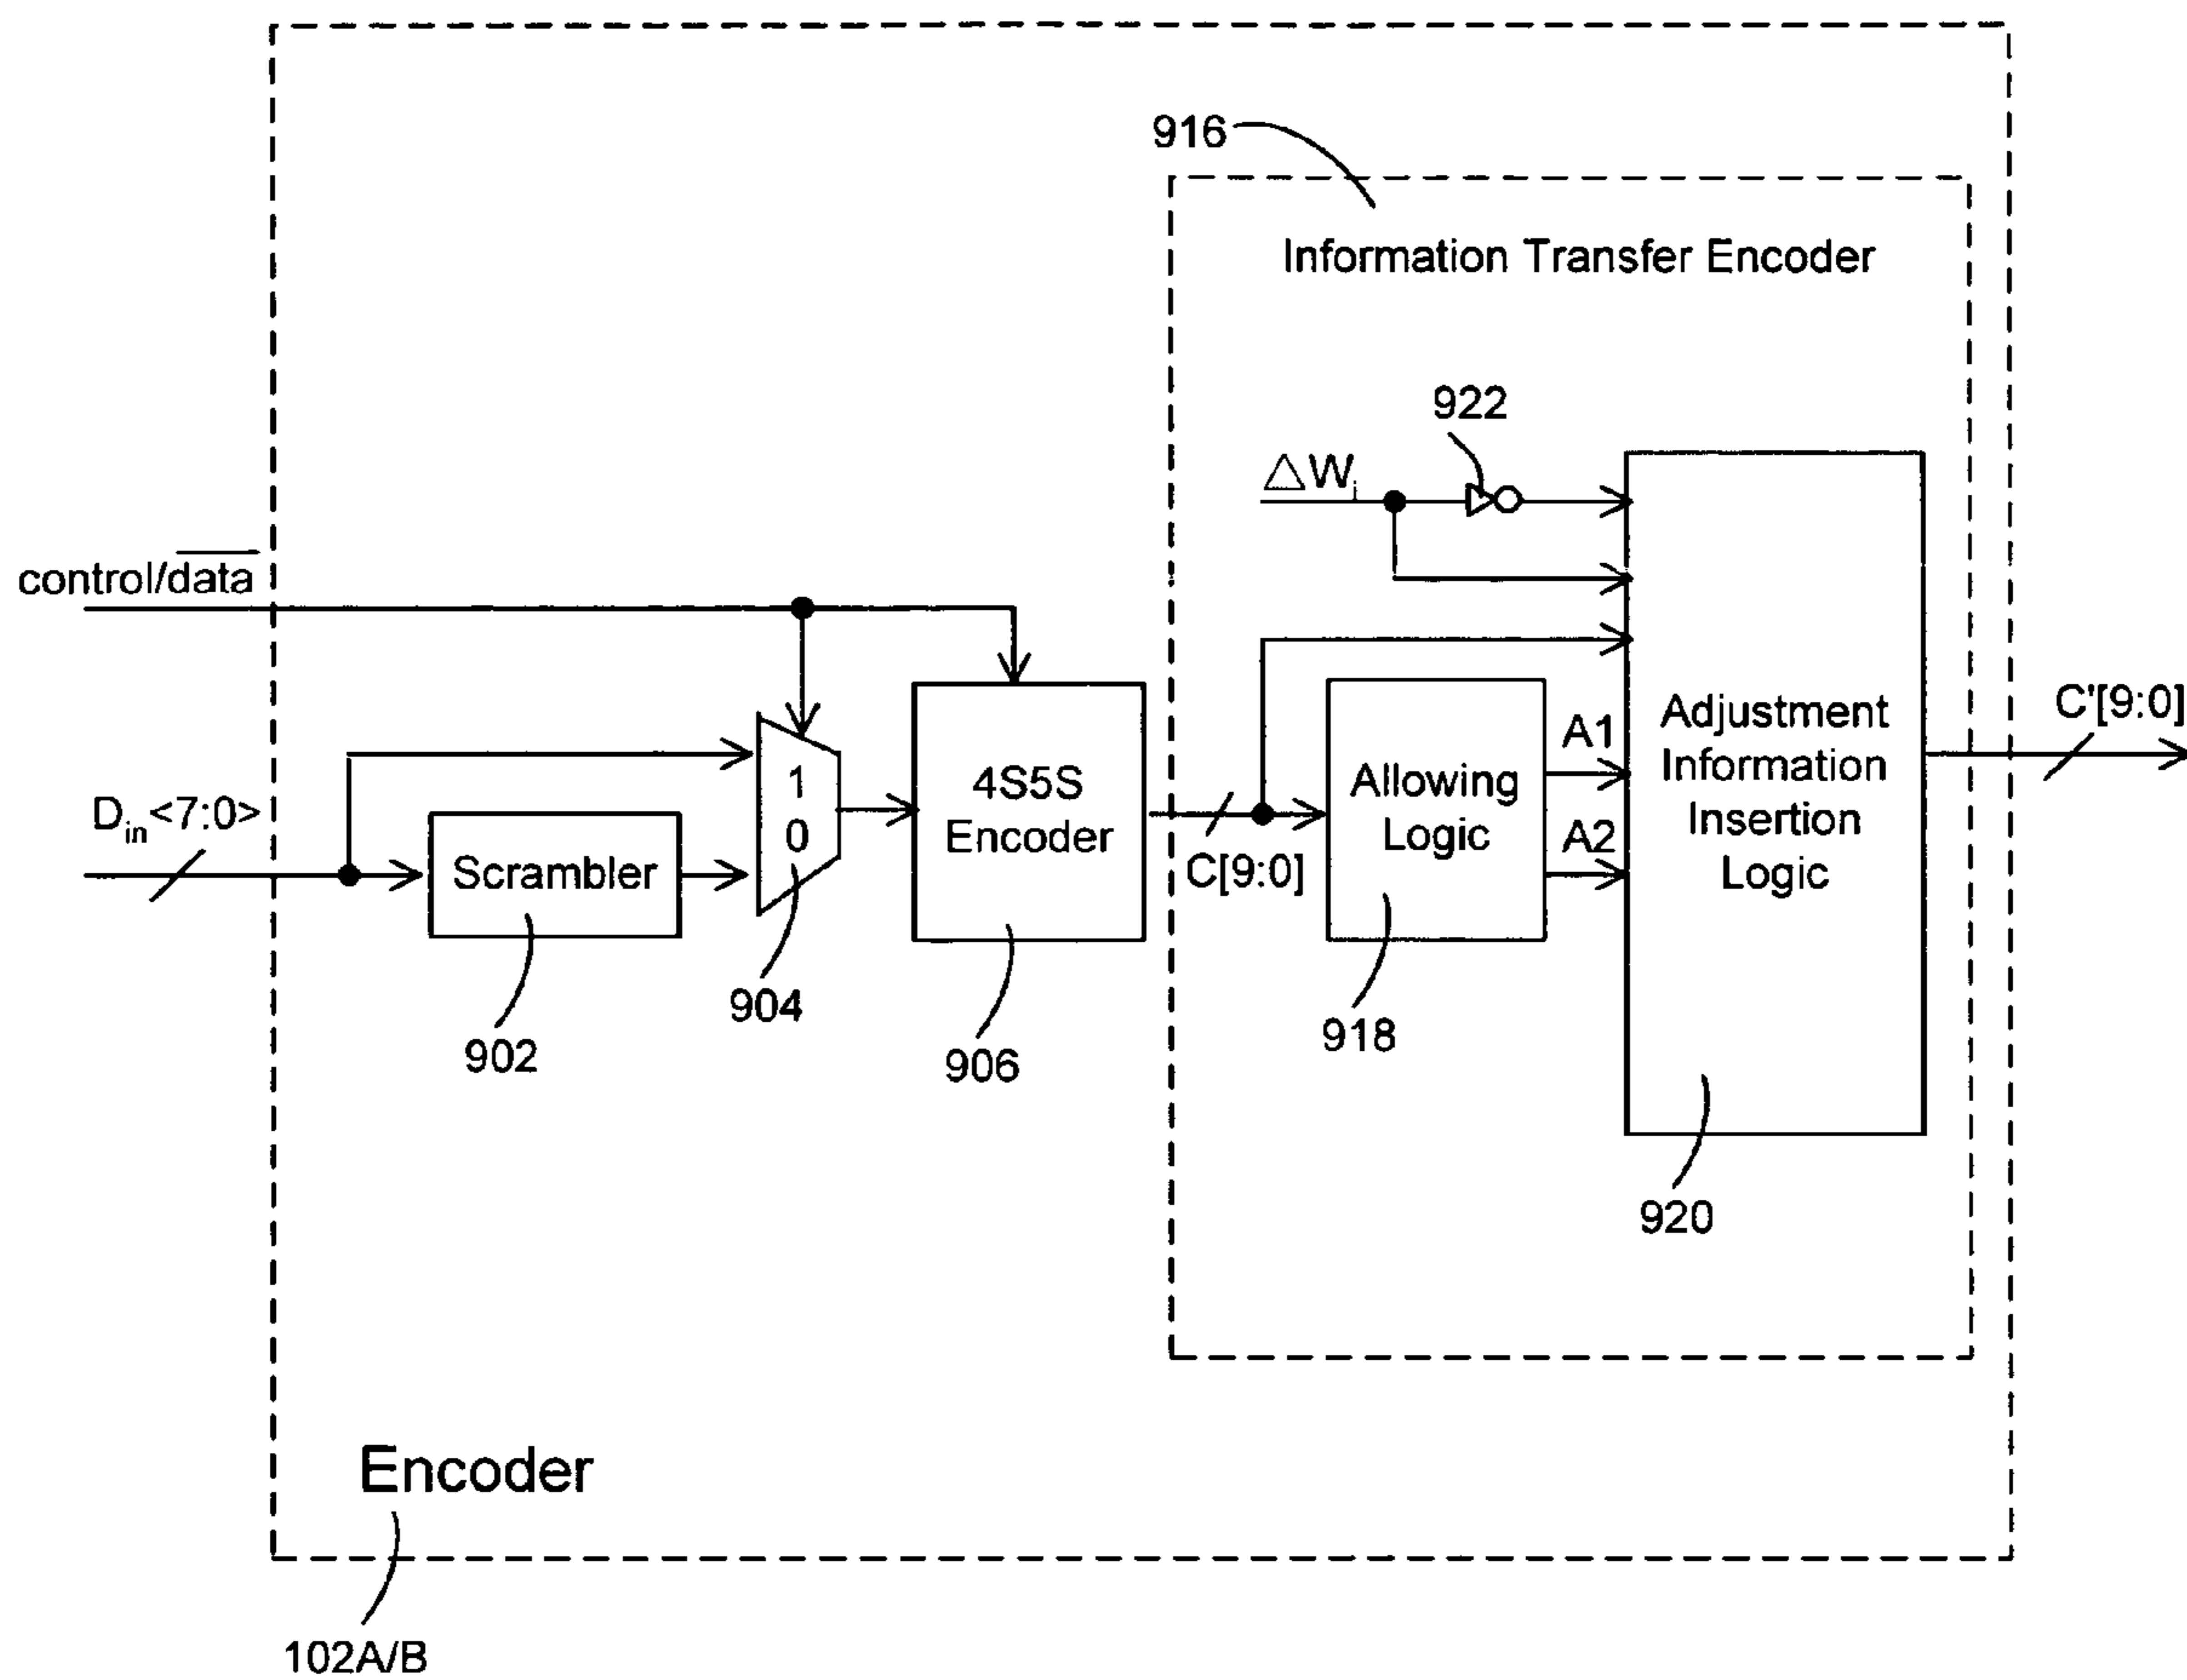 916
Information Transfer Encoder
922
△Wi
control/data
Din<7:0>
Scrambler
1
0
4S5S
Encoder
C[9:0]
Allowing
Logic
A1
A2
Adjustment
Information
Insertion
Logic
C'[9:0]
902
904
906
918
920
Encoder
102A/B